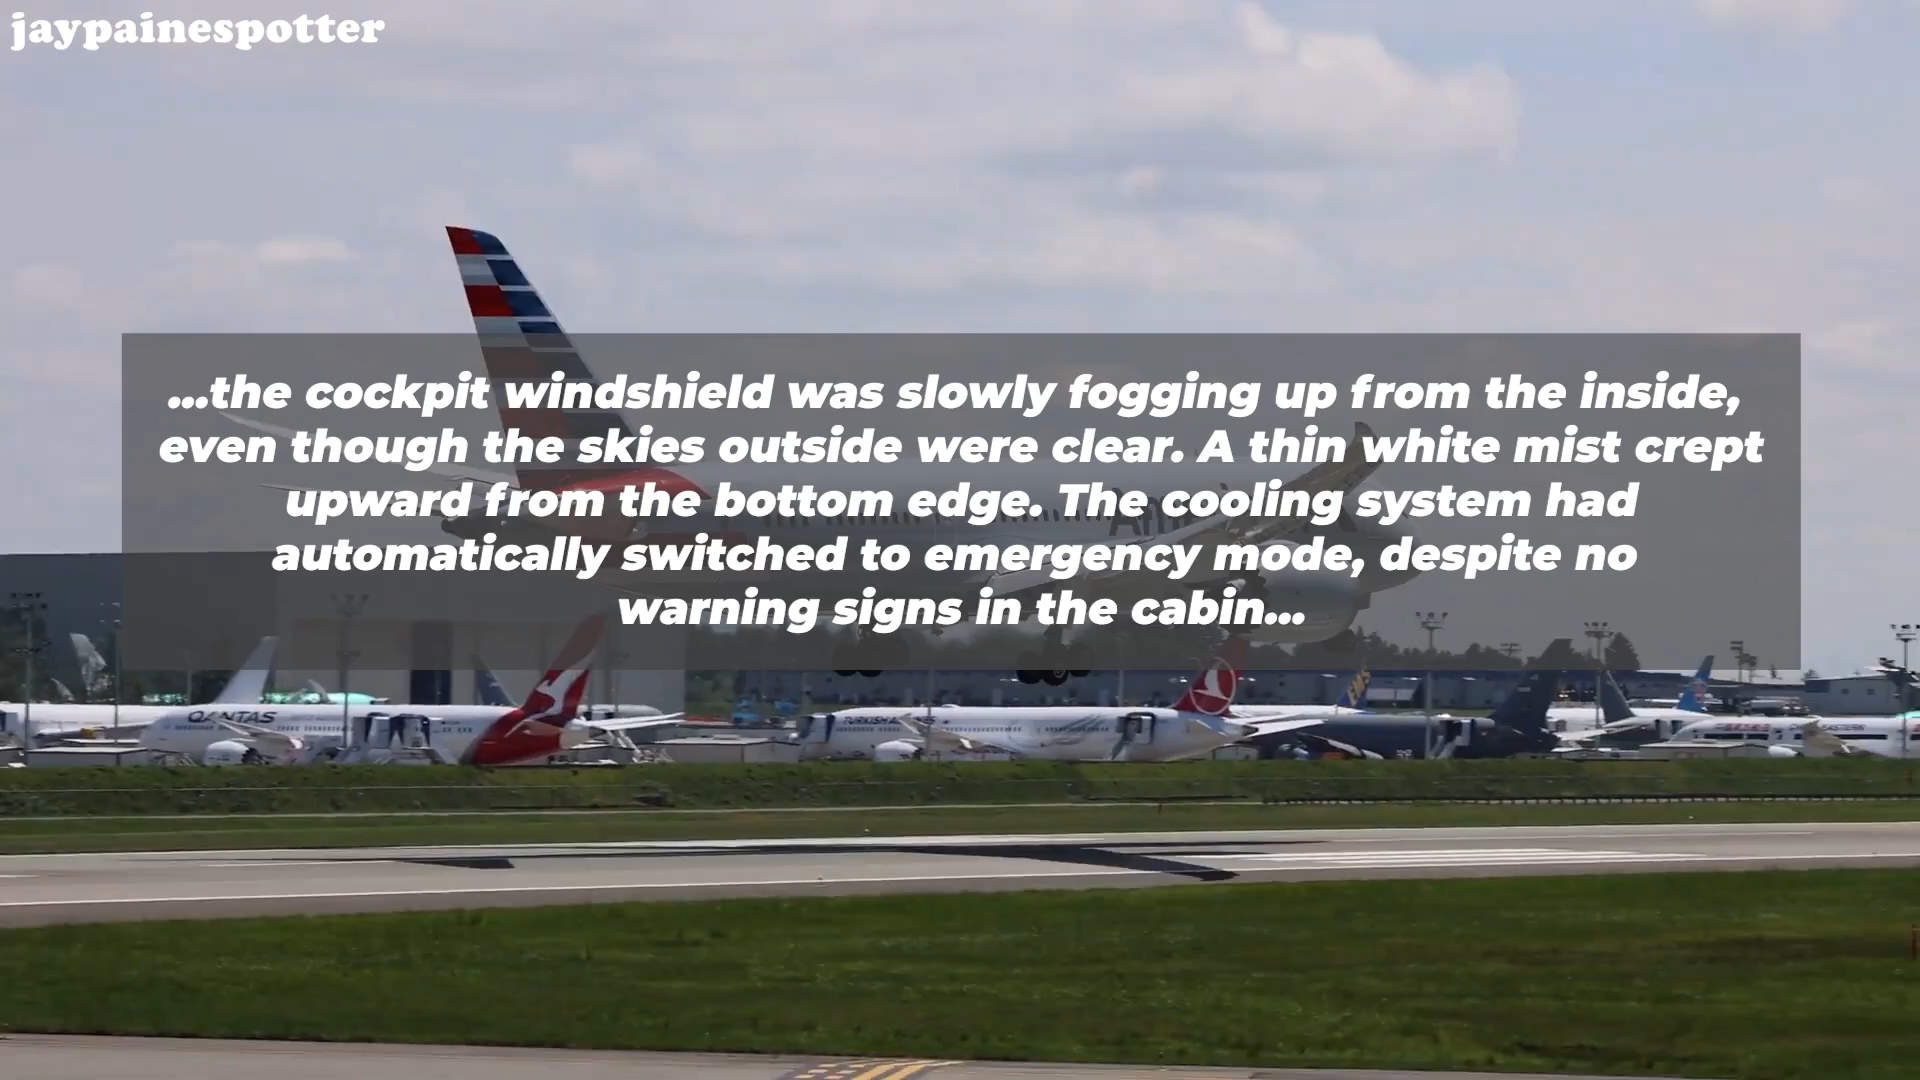 jaypainespotter
...the cockpit windshield was slowly fogging up from the inside,
even though the skies outside were clear. A thin white mist crept
upward from the bottom edge. The cooling system had
automatically switched to emergency mode, despite no
warning signs in the cabin...
QANTAS
TURKISH AIRLINES